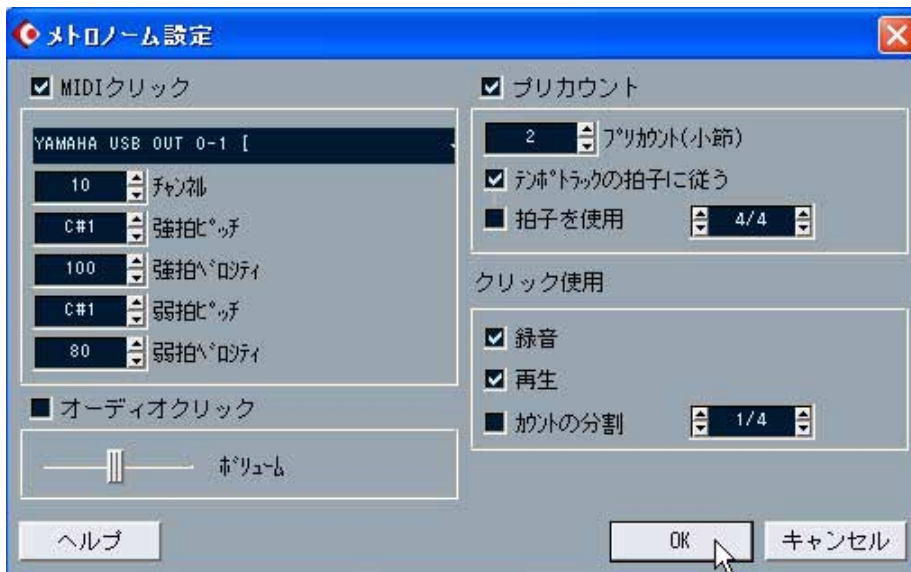 メトロノーム設定
MIDIクリック
YAMAHA USB OUT 0-1 [
10 チャンネル
C#1 強拍ピッチ
100 強拍ベロシティ
C#1 弱拍ピッチ
80 弱拍ベロシティ
オーディオクリック
ボリューム
プリカウント
2 プリカウント(小節)
テンポトラックの拍子に従う
拍子を使用 4/4
クリック使用
録音
再生
カウントの分割 1/4
ヘルプ
OK
キャンセル